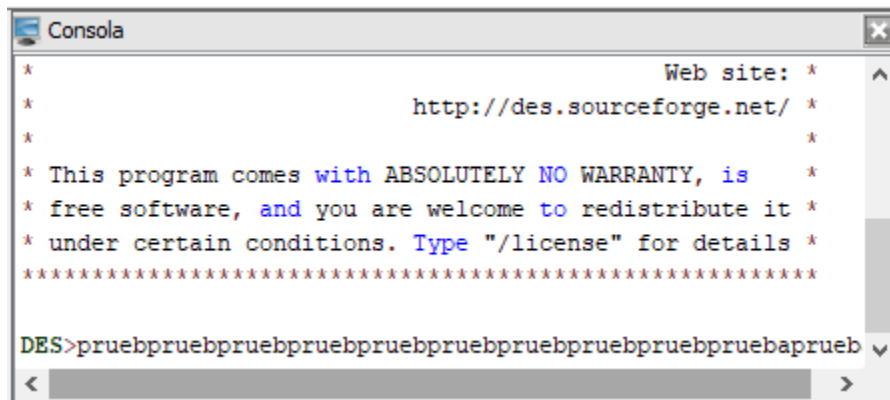 Consola
* Web site: *
* http://des.sourceforge.net/ *
* *
* This program comes with ABSOLUTELY NO WARRANTY, is *
* free software, and you are welcome to redistribute it *
* under certain conditions. Type "/license" for details *
*********************************************************
DES>pruebpruebpruebpruebpruebpruebpruebpruebpruebpruebaprueb